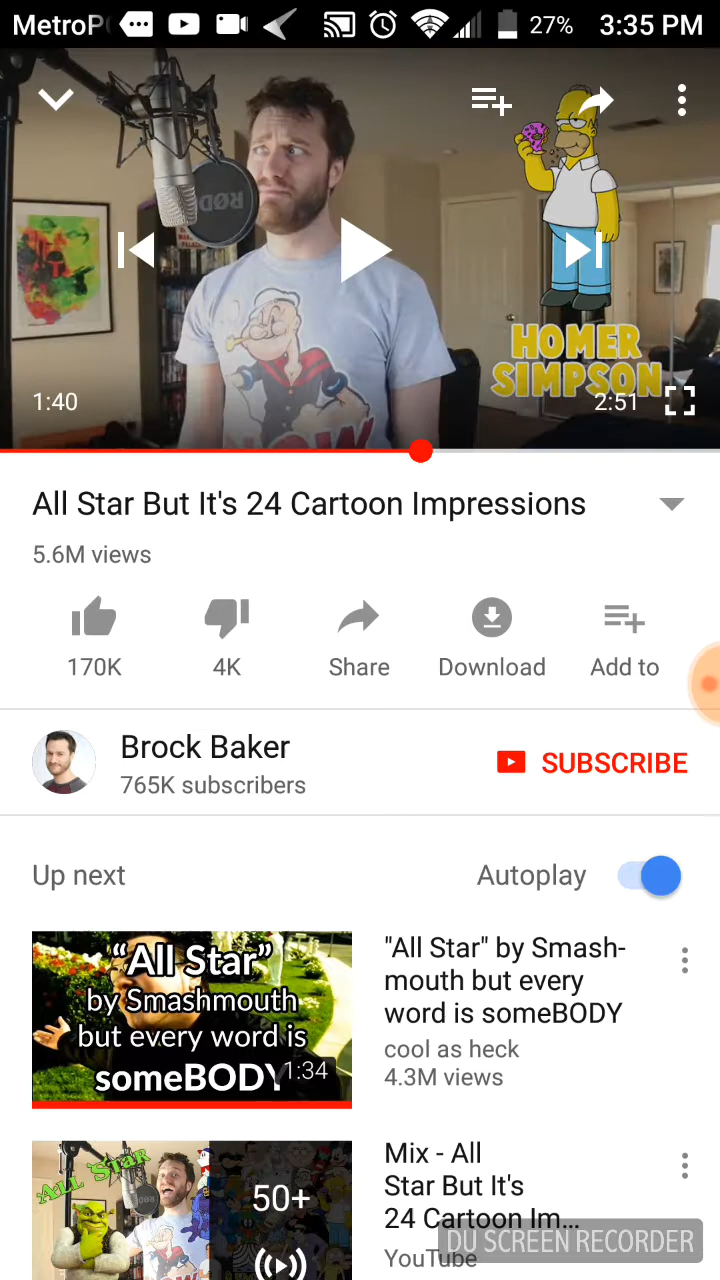 MetroP
27%
3:35 PM
RØDE
HOMER
SIMPSON
1:40
2:51
NOW
All Star But It's 24 Cartoon Impressions
5.6M views
170K
4K
Share
Download
Add to
Brock Baker
765K subscribers
SUBSCRIBE
Up next
Autoplay
“All Star”
by Smashmouth
but every word is
someBODY
1:34
"All Star" by Smash-
mouth but every
word is someBODY
cool as heck
4.3M views
ALL STAR
50+
Mix - All
Star But It's
24 Cartoon Im...
YouTube
DU SCREEN RECORDER